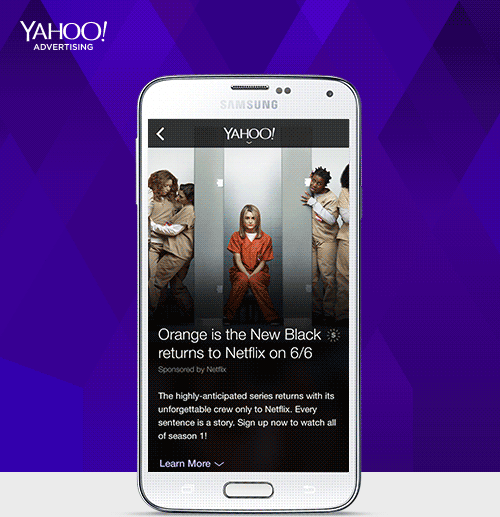 YAHOO!
ADVERTISING
SAMSUNG
YAHOO!
Orange is the New Black
returns to Netflix on 6/6
Sponsored by Netflix
The highly-anticipated series returns with its
unforgettable crew only to Netflix. Every
sentence is a story. Sign up now to watch all
of season 1!
Learn More